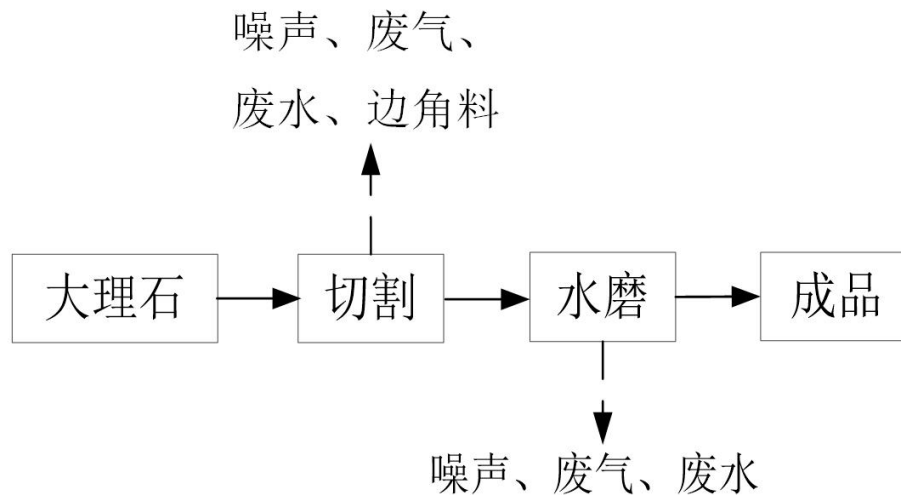 噪声、废气、
废水、边角料
大理石
切割
水磨
成品
噪声、废气、废水